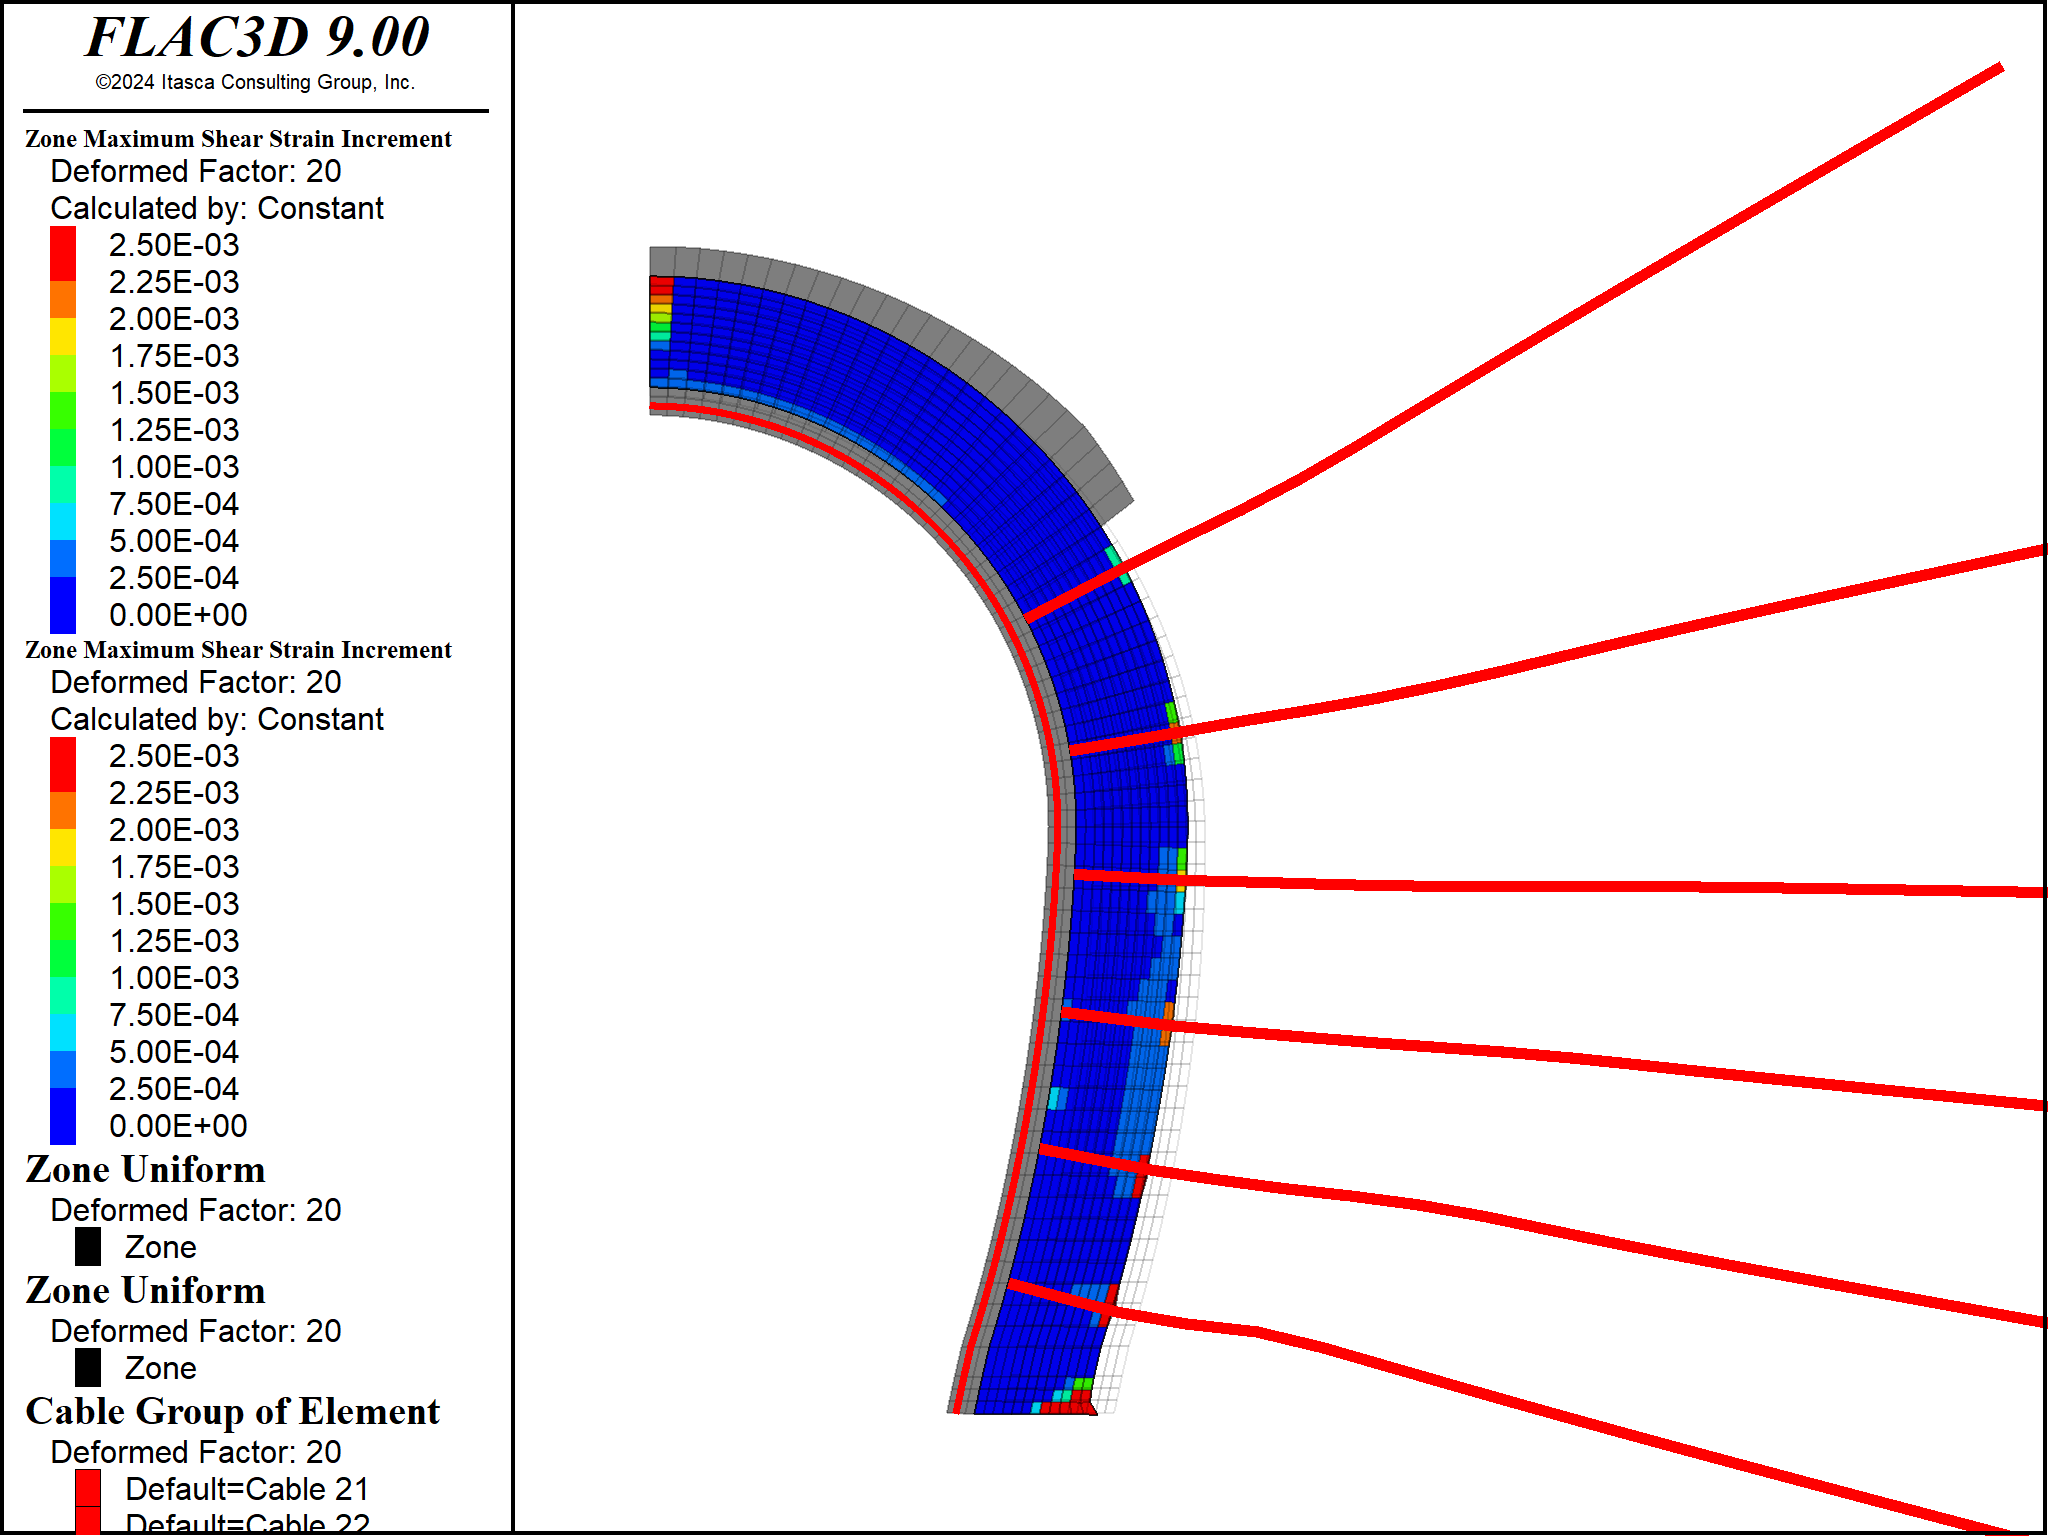 FLAC3D 9.00
©2024 Itasca Consulting Group, Inc.
Zone Maximum Shear Strain Increment
Deformed Factor: 20
Calculated by: Constant
2.50E-03
2.25E-03
2.00E-03
1.75E-03
1.50E-03
1.25E-03
1.00E-03
7.50E-04
5.00E-04
2.50E-04
0.00E+00
Zone Maximum Shear Strain Increment
Deformed Factor: 20
Calculated by: Constant
2.50E-03
2.25E-03
2.00E-03
1.75E-03
1.50E-03
1.25E-03
1.00E-03
7.50E-04
5.00E-04
2.50E-04
0.00E+00
Zone Uniform
Deformed Factor: 20
Zone
Zone Uniform
Deformed Factor: 20
Zone
Cable Group of Element
Deformed Factor: 20
Default=Cable 21
Default=Cable 22